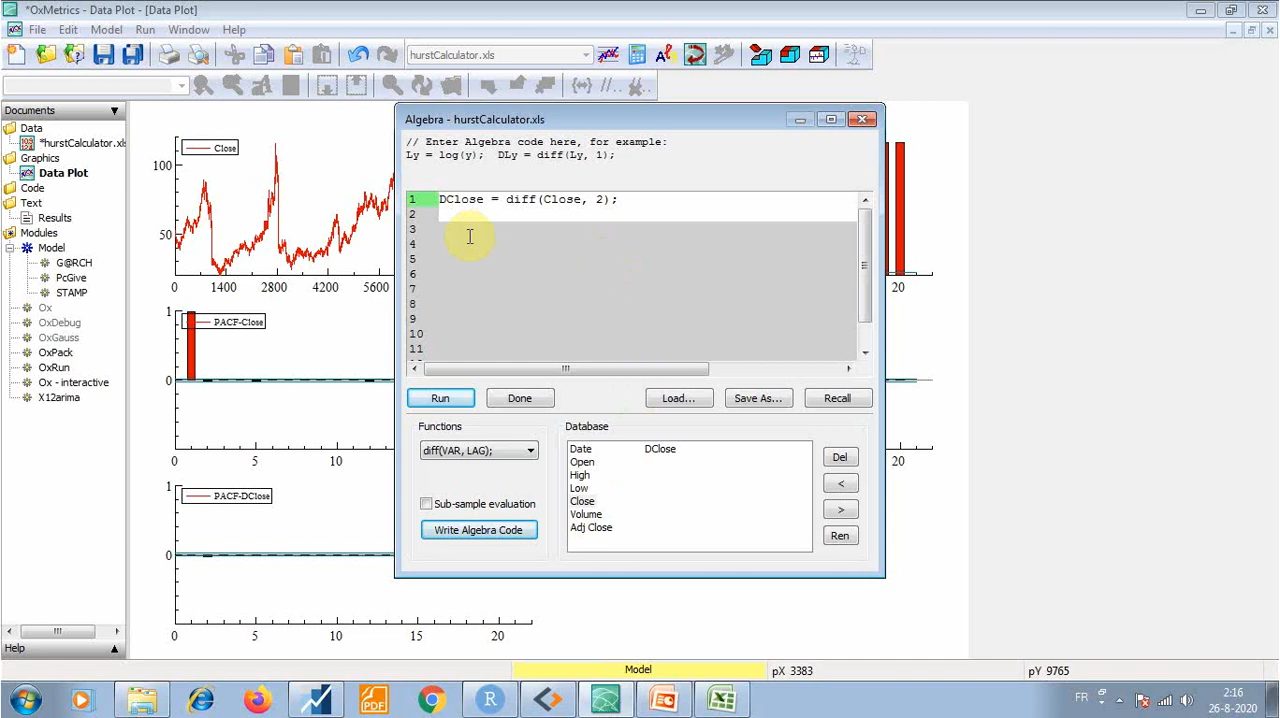 *OxMetrics - Data Plot - [Data Plot]
File Edit Model Run Window Help
hurstCalculator.xls
Documents
Data
*hurstCalculator.xls
Graphics
Data Plot
Code
Text
Results
Modules
Model
G@RCH
PcGive
STAMP
Ox
OxDebug
OxGauss
OxPack
OxRun
Ox - interactive
X12arima
Help
Close
100
50
0 1400 2800 4200 5600
20
1
PACF-Close
0
0 5 10
20
1
PACF-DClose
0
0 5 10 15 20
Algebra - hurstCalculator.xls
// Enter Algebra code here, for example:
Ly = log(y); DLy = diff(Ly, 1);
1 DClose = diff(Close, 2);
2
3
4
5
6
7
8
9
10
11
Run Done Load... Save As... Recall
Functions
diff(VAR, LAG);
Sub-sample evaluation
Write Algebra Code
Database
Date DClose
Open
High
Low
Close
Volume
Adj Close
Del
<
>
Ren
Model
pX 3383
pY 9765
PDF
R
FR
2:16
26-8-2020